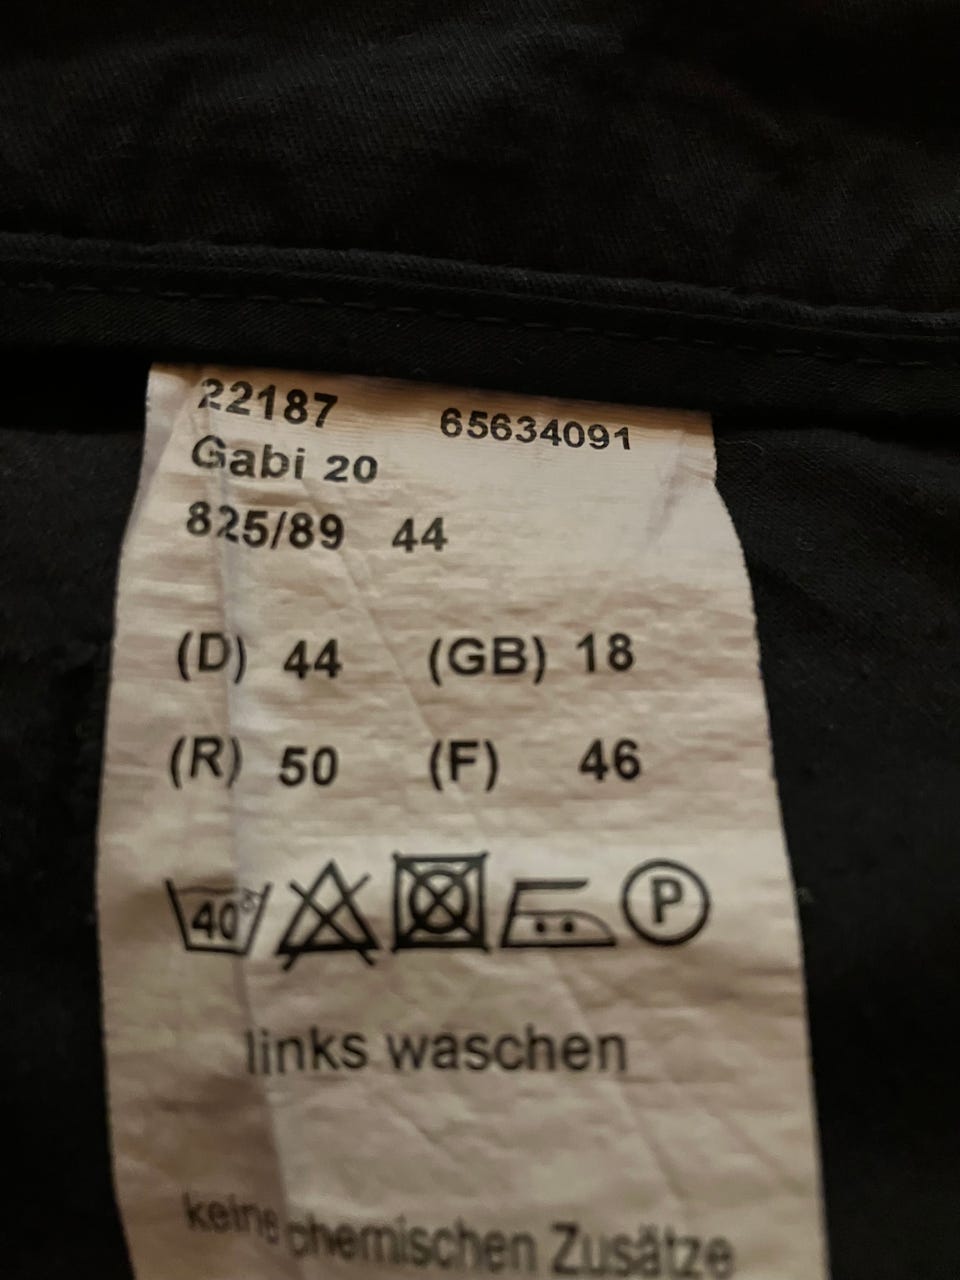 22187 65634091
Gabi 20
825/89 44
(D) 44 (GB) 18
(R) 50 (F) 46
40° P
links waschen
keine chemischen Zusätze